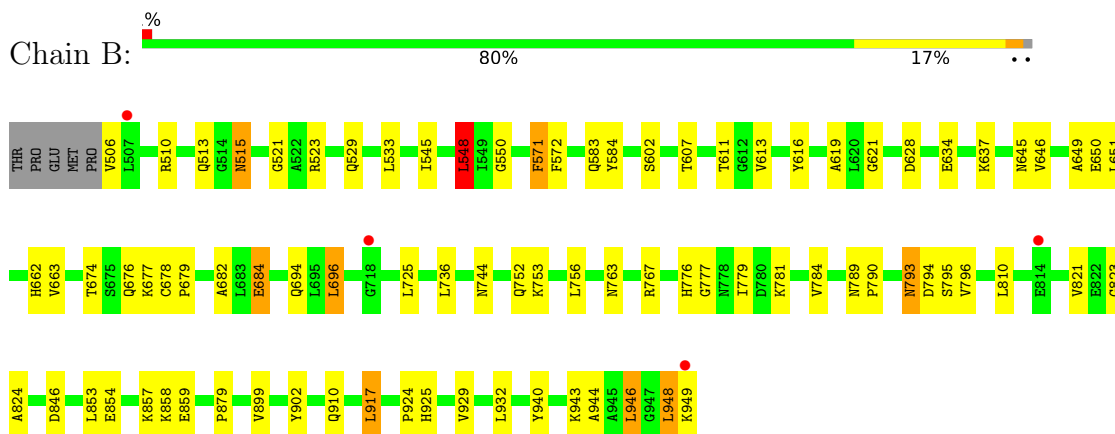 %
Chain B:
80% 17% • •
THR PRO GLU MET PRO V506 L507 R510 Q513 G514 N515 G521 A522 R523 Q529 L533 I545 L548 I549 G550 F571 F572 Q583 Y584 S602 T607 T611 G612 V613 Y616 A619 L620 G621 D628 E634 K637 N645 V646 A649 E650 L651
H662 V663 T674 S675 Q676 K677 C678 P679 A682 L683 E684 Q694 L695 L696 G718 L725 L736 N744 Q752 K753 L756 N763 R767 H776 G777 N778 I779 D780 K781 V784 N789 P790 N793 D794 S795 V796 L810 E814 V821 E822 G823
A824 D846 L853 E854 K857 K858 E859 P879 V899 Y902 Q910 L917 P924 H925 V929 L932 Y940 K943 A944 A945 L946 G947 L948 K949